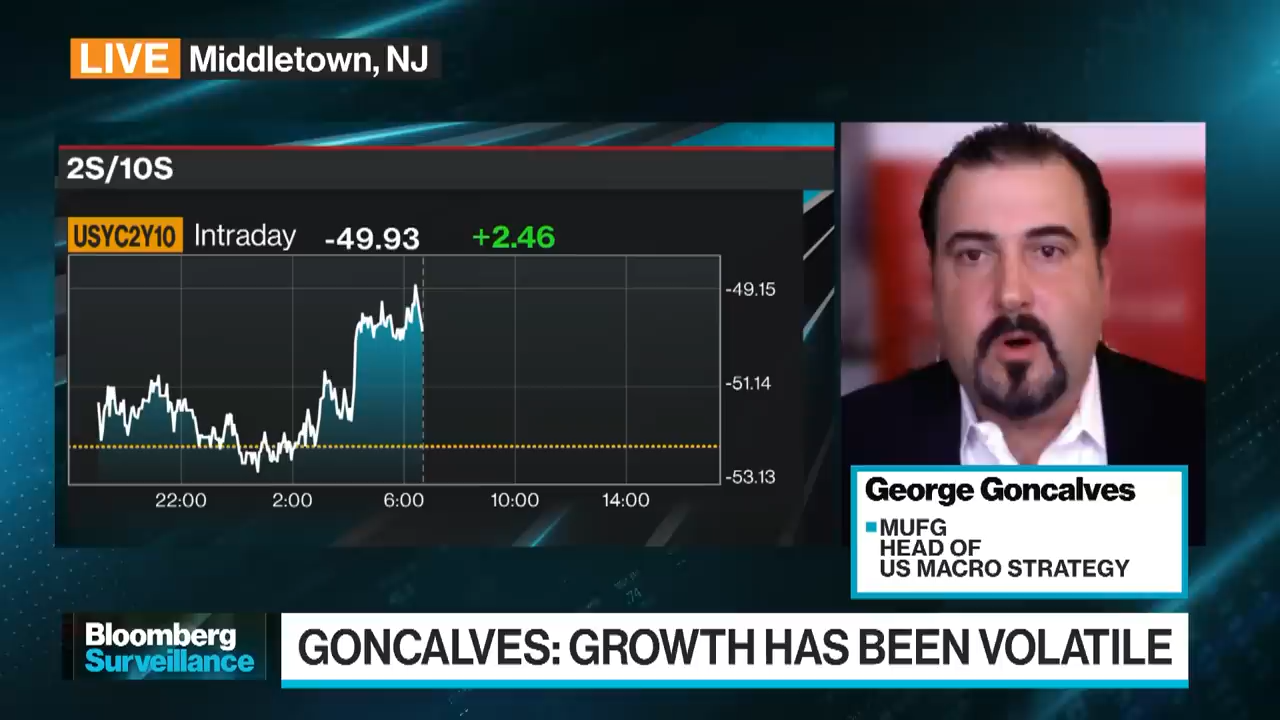 LIVE Middletown, NJ
2S/10S
USYC2Y10 Intraday -49.93 +2.46
-49.15
-51.14
-53.13
22:00 2:00 6:00 10:00 14:00
George Goncalves
MUFG
HEAD OF
US MACRO STRATEGY
.74
Bloomberg
Surveillance
GONCALVES: GROWTH HAS BEEN VOLATILE